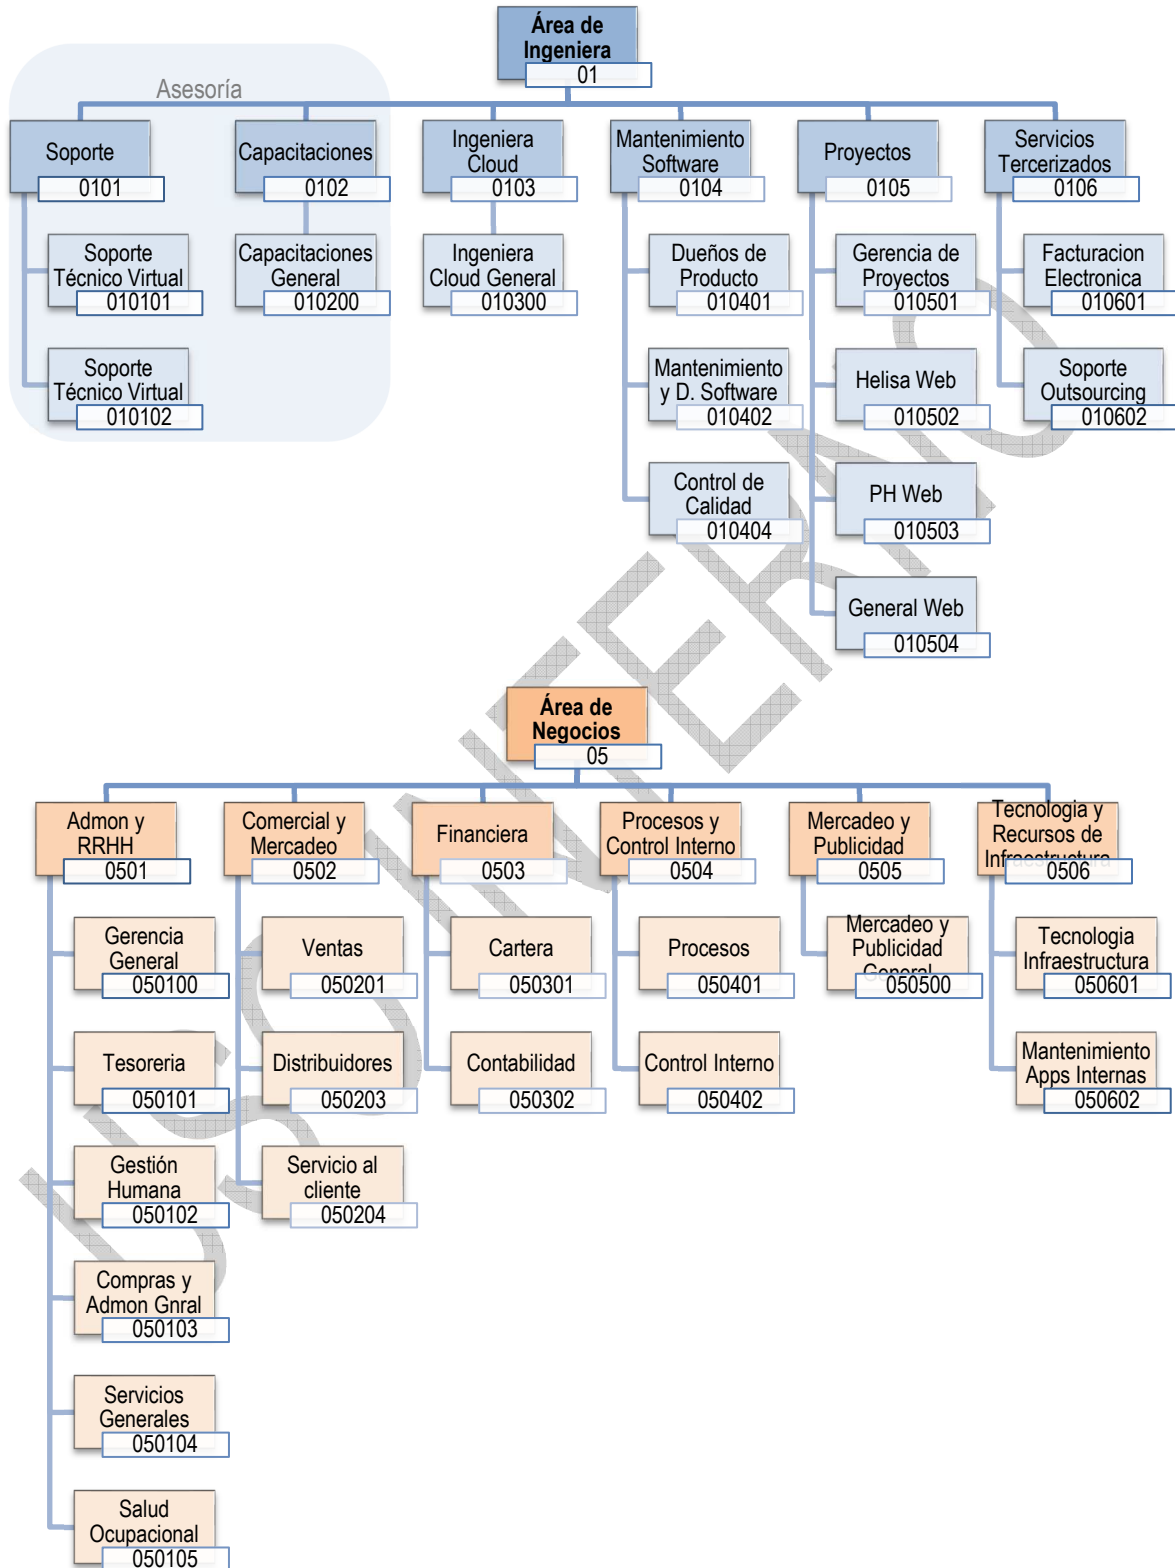 Área de
Ingeniera
01
Asesoría
Soporte
0101
Capacitaciones
0102
Ingeniera
Cloud
0103
Mantenimiento
Software
0104
Proyectos
0105
Servicios
Tercerizados
0106
Soporte
Técnico Virtual
010101
Capacitaciones
General
010200
Ingeniera
Cloud General
010300
Dueños de
Producto
010401
Gerencia de
Proyectos
010501
Facturacion
Electronica
010601
Soporte
Técnico Virtual
010102
Mantenimiento
y D. Software
010402
Helisa Web
010502
Soporte
Outsourcing
010602
Control de
Calidad
010404
PH Web
010503
General Web
010504
USO INTERNO
Área de
Negocios
05
Admon y
RRHH
0501
Comercial y
Mercadeo
0502
Financiera
0503
Procesos y
Control Interno
0504
Mercadeo y
Publicidad
0505
Tecnologia y
Recursos de
Infraestructura
0506
Gerencia
General
050100
Ventas
050201
Cartera
050301
Procesos
050401
Mercadeo y
Publicidad
General
050500
Tecnologia
Infraestructura
050601
Tesoreria
050101
Distribuidores
050203
Contabilidad
050302
Control Interno
050402
Mantenimiento
Apps Internas
050602
Gestión
Humana
050102
Servicio al
cliente
050204
Compras y
Admon Gnral
050103
Servicios
Generales
050104
Salud
Ocupacional
050105